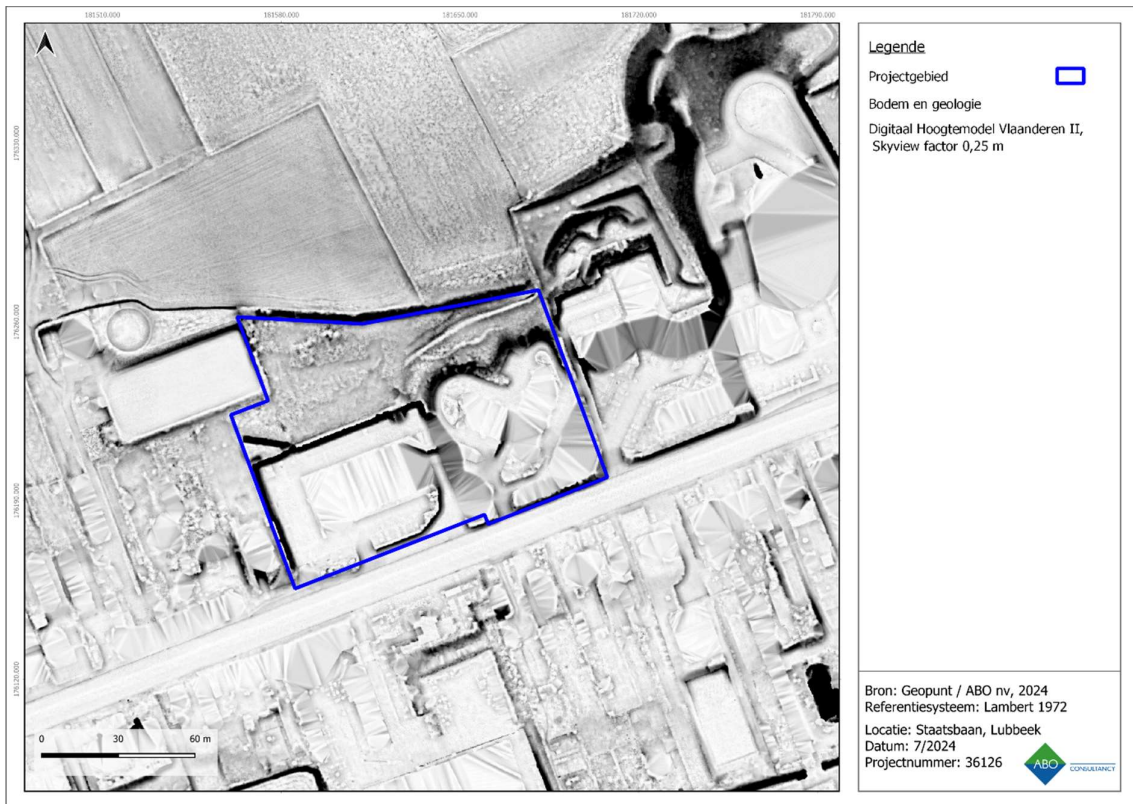 181510.000 181580.000 181650.000 181720.000 181790.000
176330.000
176260.000
176190.000
176120.000
0 30 60 m
Legende
Projectgebied
Bodem en geologie
Digitaal Hoogtemodel Vlaanderen II,
Skyview factor 0,25 m
Bron: Geopunt / ABO nv, 2024
Referentiesysteem: Lambert 1972
Locatie: Staatsbaan, Lubbeek
Datum: 7/2024
Projectnummer: 36126
ABO CONSULTANCY